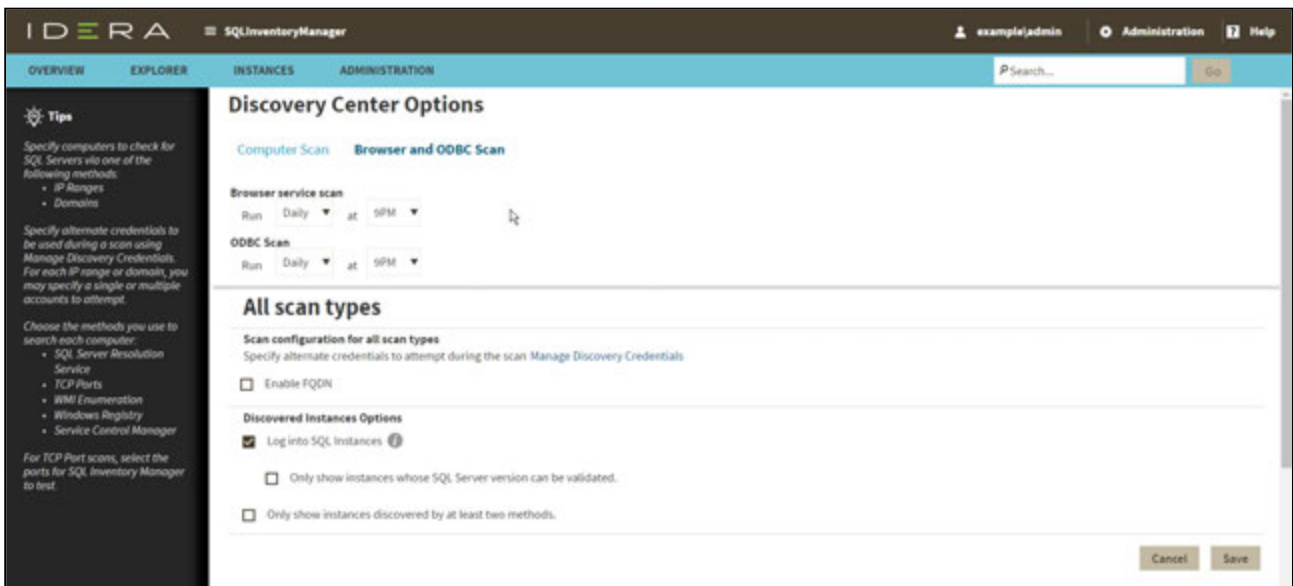 IDERA
SQLInventoryManager
example\admin
Administration
Help
OVERVIEW
EXPLORER
INSTANCES
ADMINISTRATION
Search...
Go
Tips
Specify computers to check for
SQL Servers via one of the
following methods:
• IP Ranges
• Domains
Specify alternate credentials to
be used during a scan using
Manage Discovery Credentials.
For each IP range or domain, you
may specify a single or multiple
accounts to attempt.
Choose the methods you use to
search each computer:
• SQL Server Resolution
Service
• TCP Ports
• WMI Enumeration
• Windows Registry
• Service Control Manager
For TCP Port scans, select the
ports for SQL Inventory Manager
to test.
Discovery Center Options
Computer Scan
Browser and ODBC Scan
Browser service scan
Run Daily at 9PM
ODBC Scan
Run Daily at 9PM
All scan types
Scan configuration for all scan types
Specify alternate credentials to attempt during the scan Manage Discovery Credentials
Enable FQDN
Discovered Instances Options
Log into SQL Instances
Only show instances whose SQL Server version can be validated.
Only show instances discovered by at least two methods.
Cancel
Save